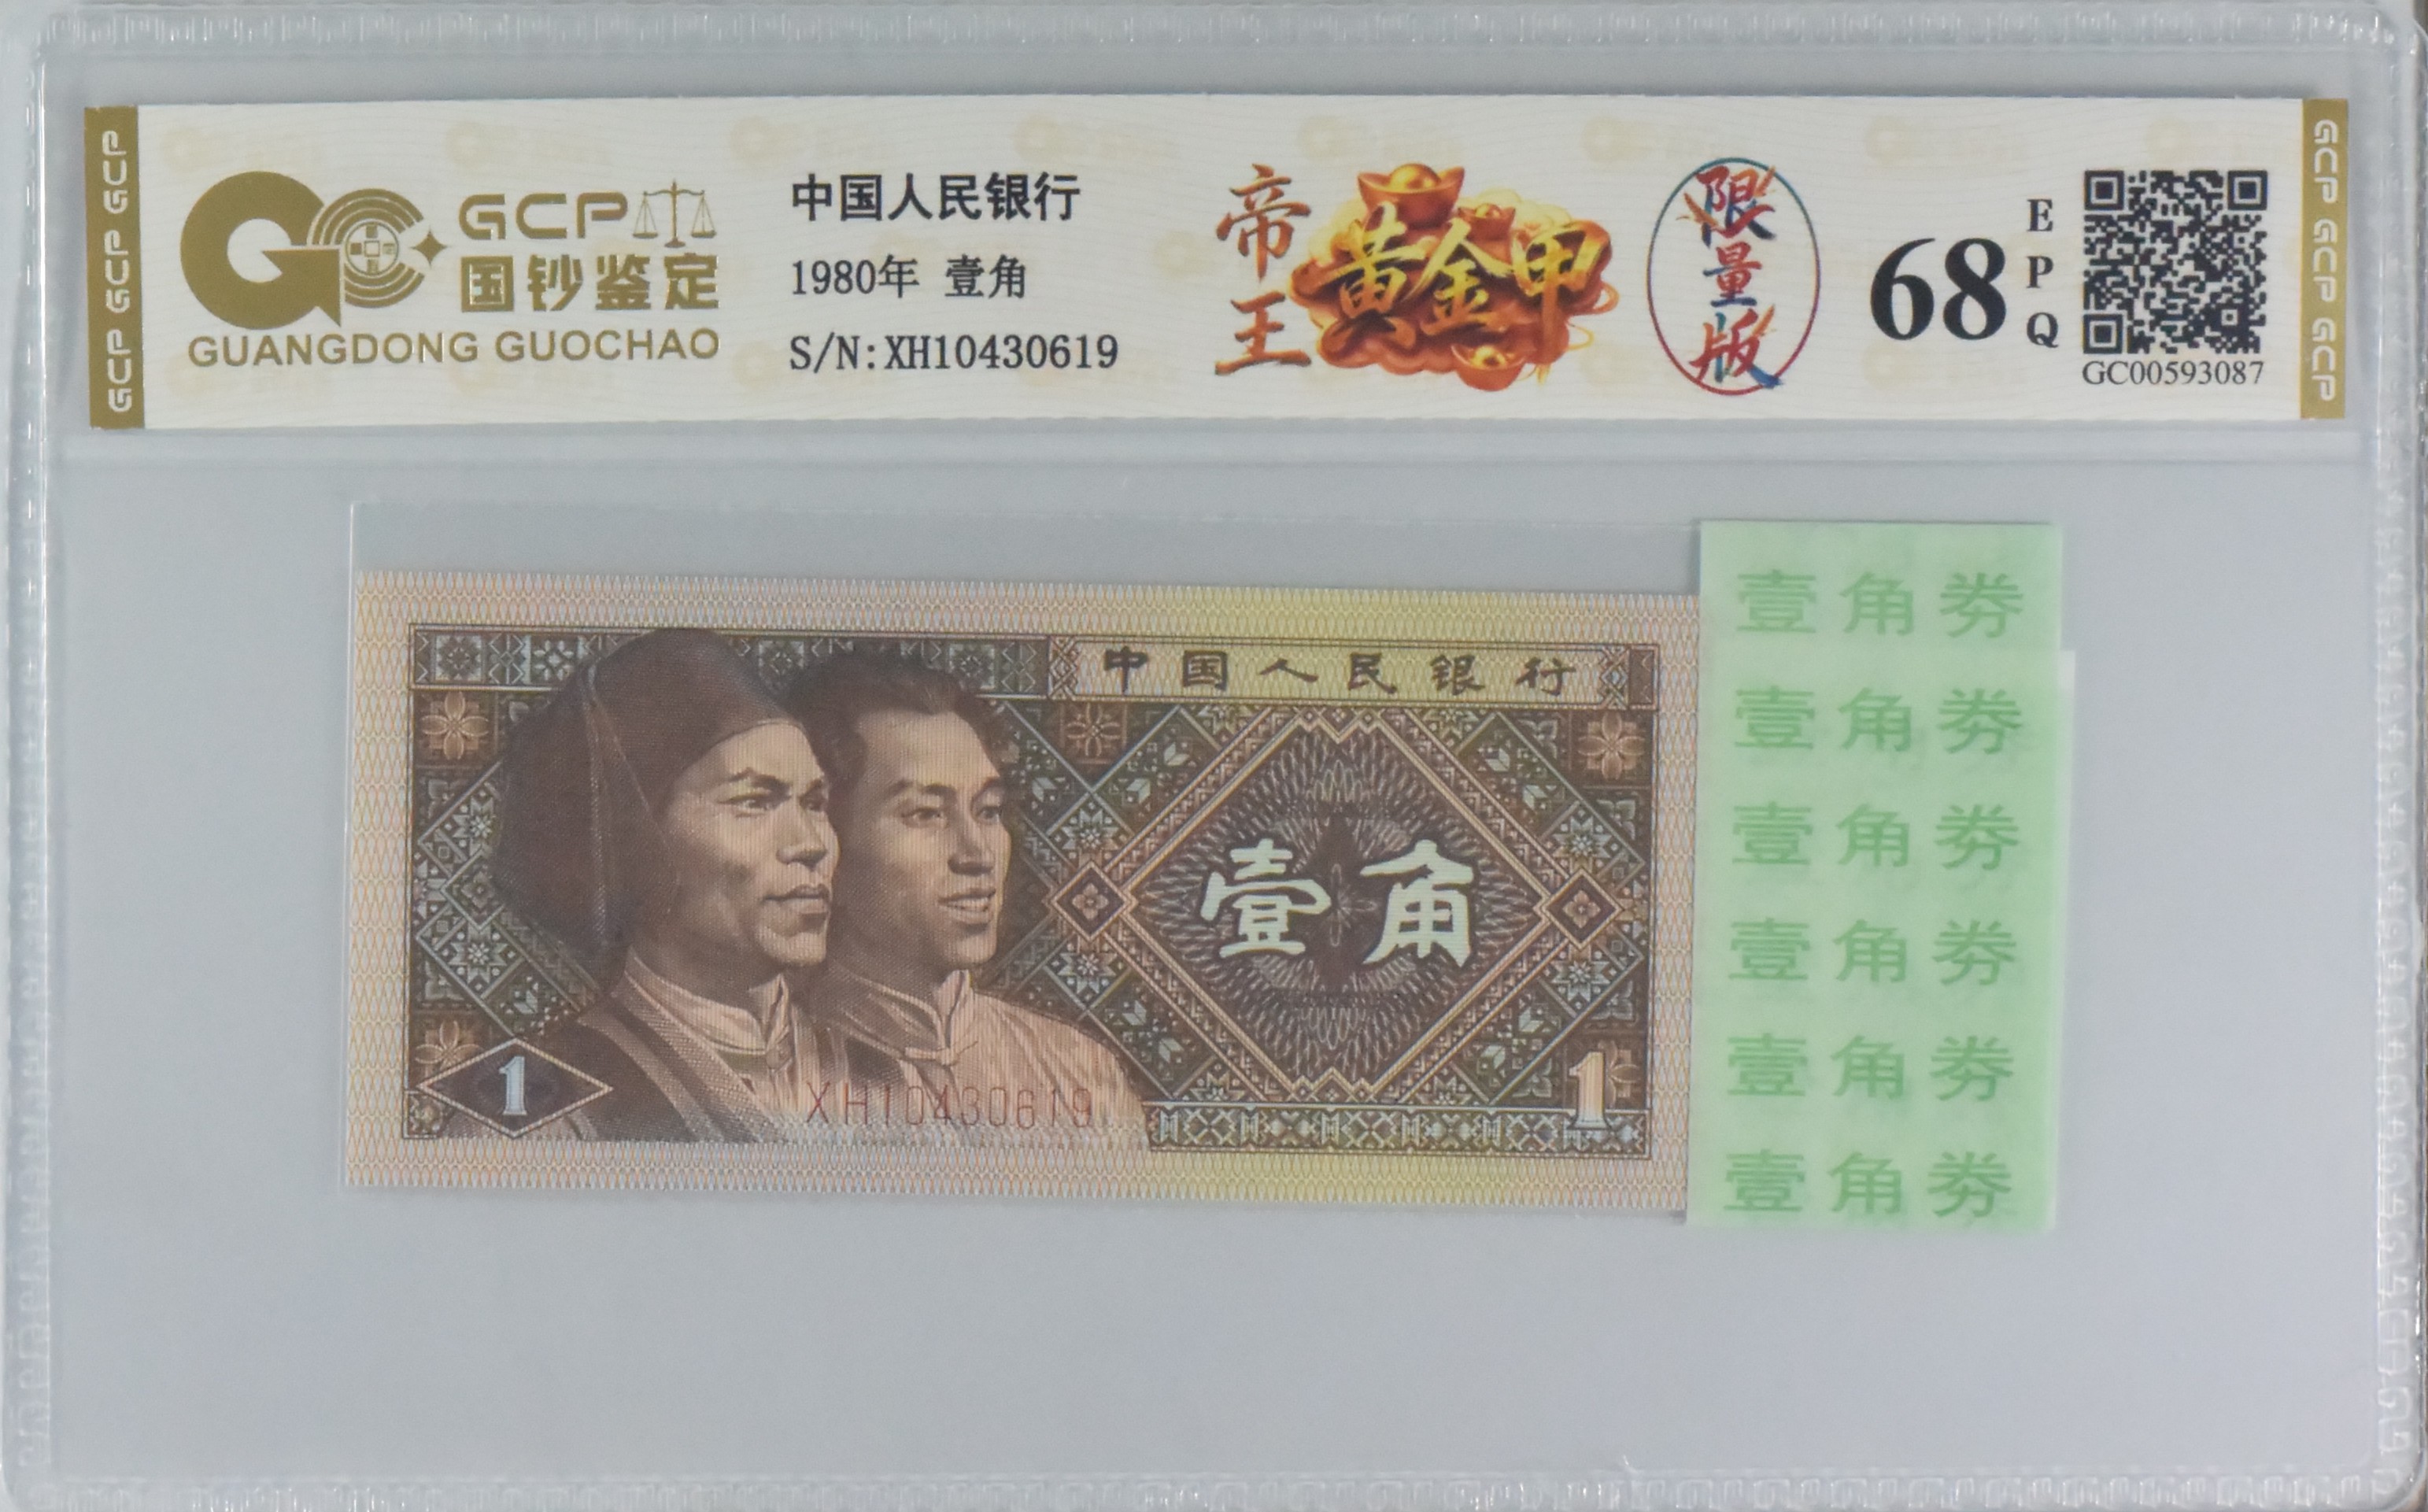 GCP GCP GCP
GCP
国钞鉴定
GUANGDONG GUOCHAO
中国人民银行
1980年 壹角
S/N:XH10430619
帝王
黄金甲
限量版
68
EPQ
GC00593087
GCP GCP GCP
中国人民银行
壹角
1
XH10430619
1
壹角券
壹角券
壹角券
壹角券
壹角券
壹角券